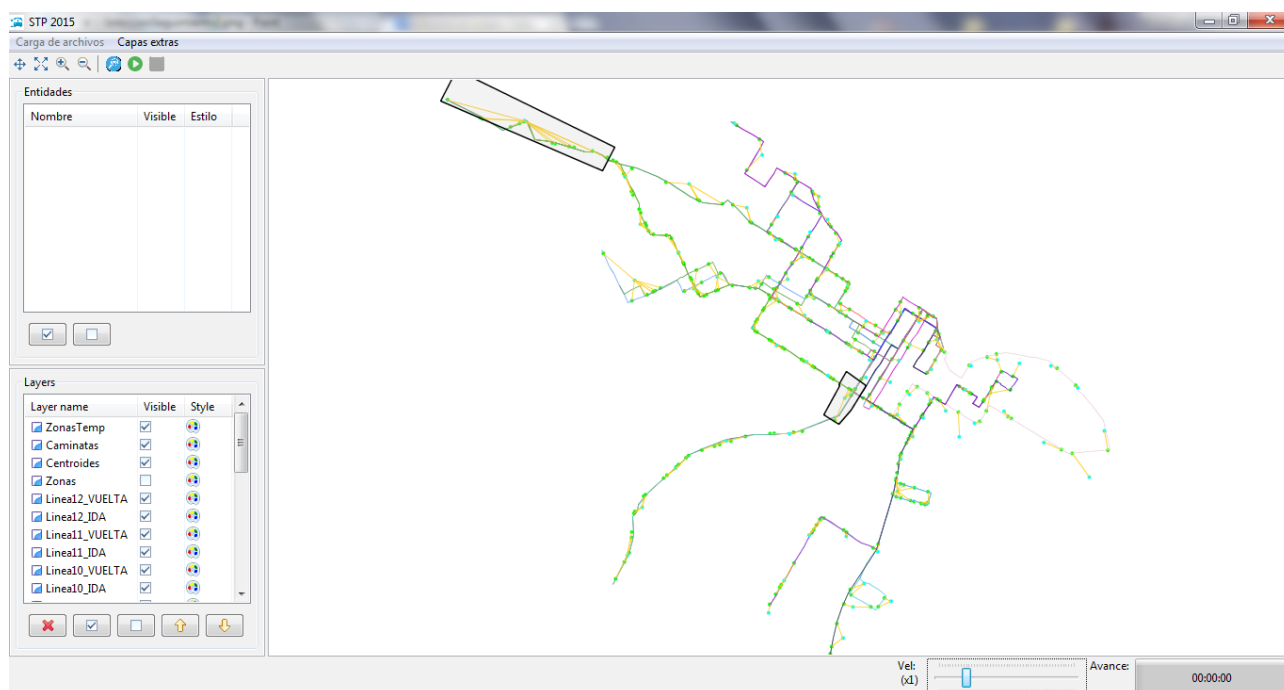 STP 2015
Carga de archivos Capas extras
Entidades
Nombre Visible Estilo
Layers
Layer name Visible Style
ZonasTemp
Caminatas
Centroides
Zonas
Linea12_VUELTA
Linea12_IDA
Linea11_VUELTA
Linea11_IDA
Linea10_VUELTA
Linea10_IDA
Vel:
(x1)
Avance:
00:00:00